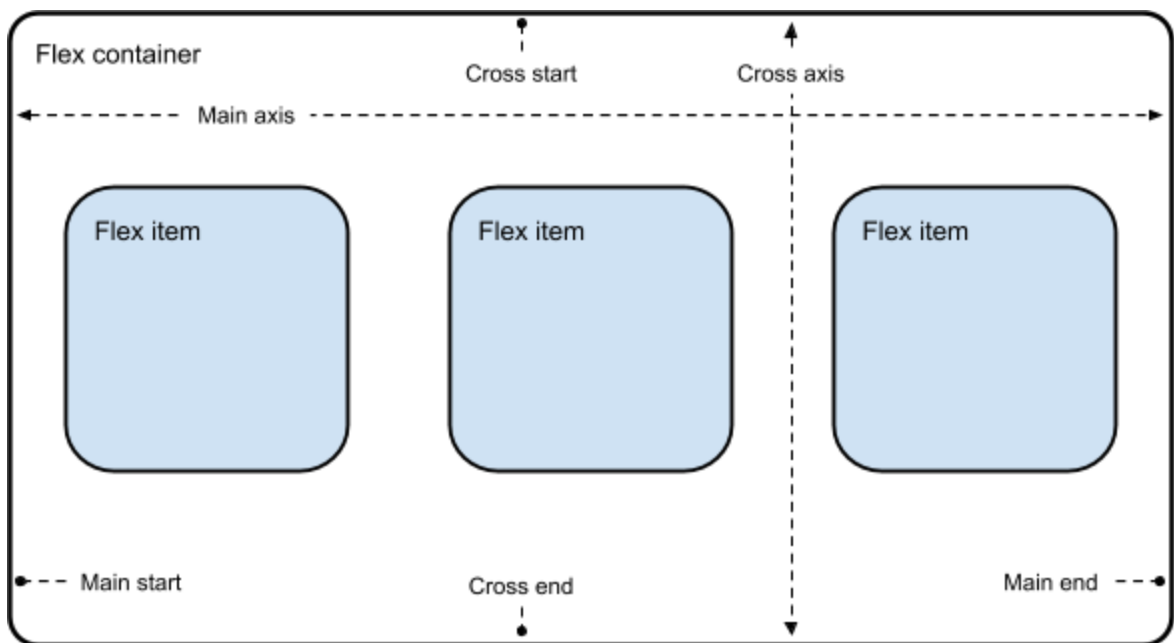 Flex container
Cross start
Cross axis
Main axis
Flex item
Flex item
Flex item
Main start
Cross end
Main end